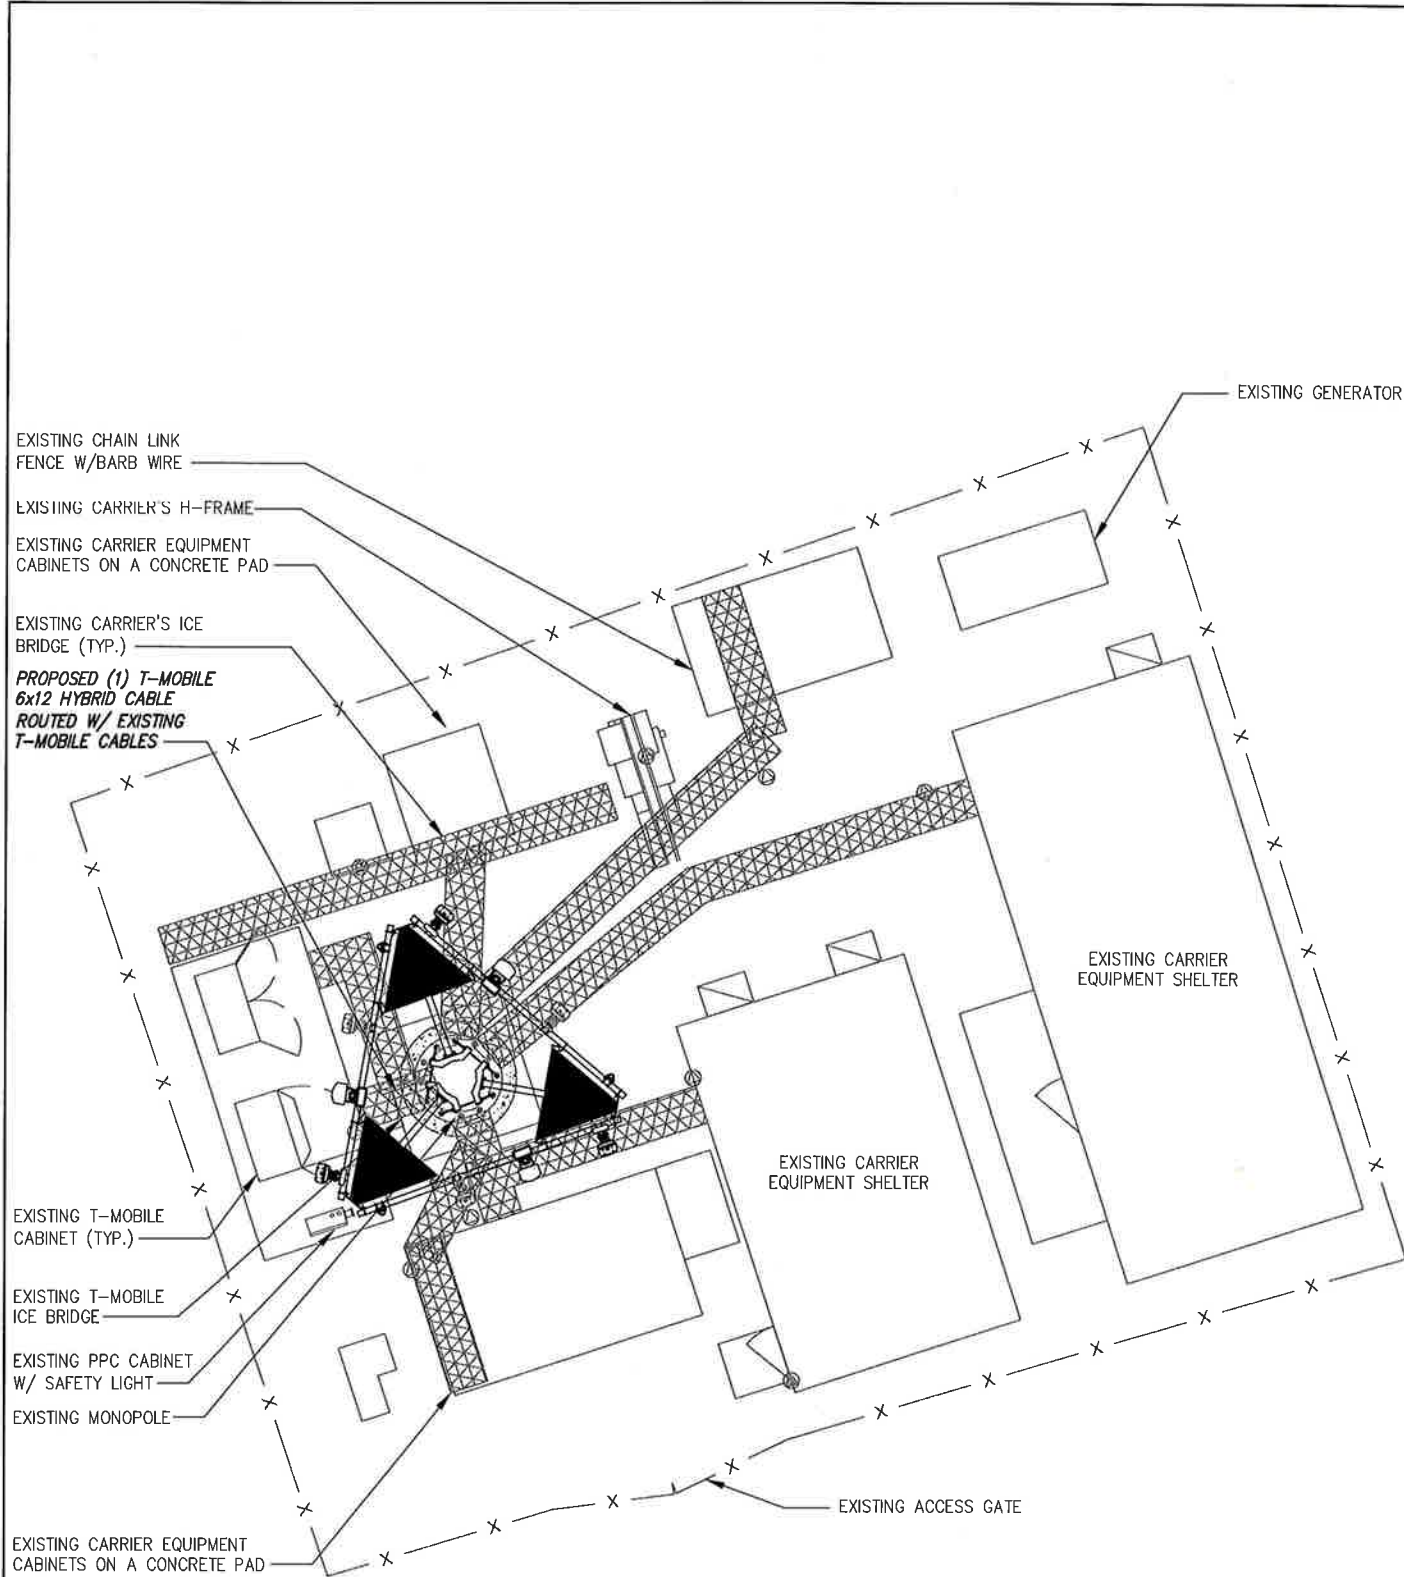 EXISTING GENERATOR
EXISTING CHAIN LINK
FENCE W/BARB WIRE
EXISTING CARRIER'S H-FRAME
EXISTING CARRIER EQUIPMENT
CABINETS ON A CONCRETE PAD
EXISTING CARRIER'S ICE
BRIDGE (TYP.)
PROPOSED (1) T-MOBILE
6x12 HYBRID CABLE
ROUTED W/ EXISTING
T-MOBILE CABLES
EXISTING CARRIER
EQUIPMENT SHELTER
EXISTING CARRIER
EQUIPMENT SHELTER
EXISTING T-MOBILE
CABINET (TYP.)
EXISTING T-MOBILE
ICE BRIDGE
EXISTING PPC CABINET
W/ SAFETY LIGHT
EXISTING MONOPOLE
EXISTING ACCESS GATE
EXISTING CARRIER EQUIPMENT
CABINETS ON A CONCRETE PAD